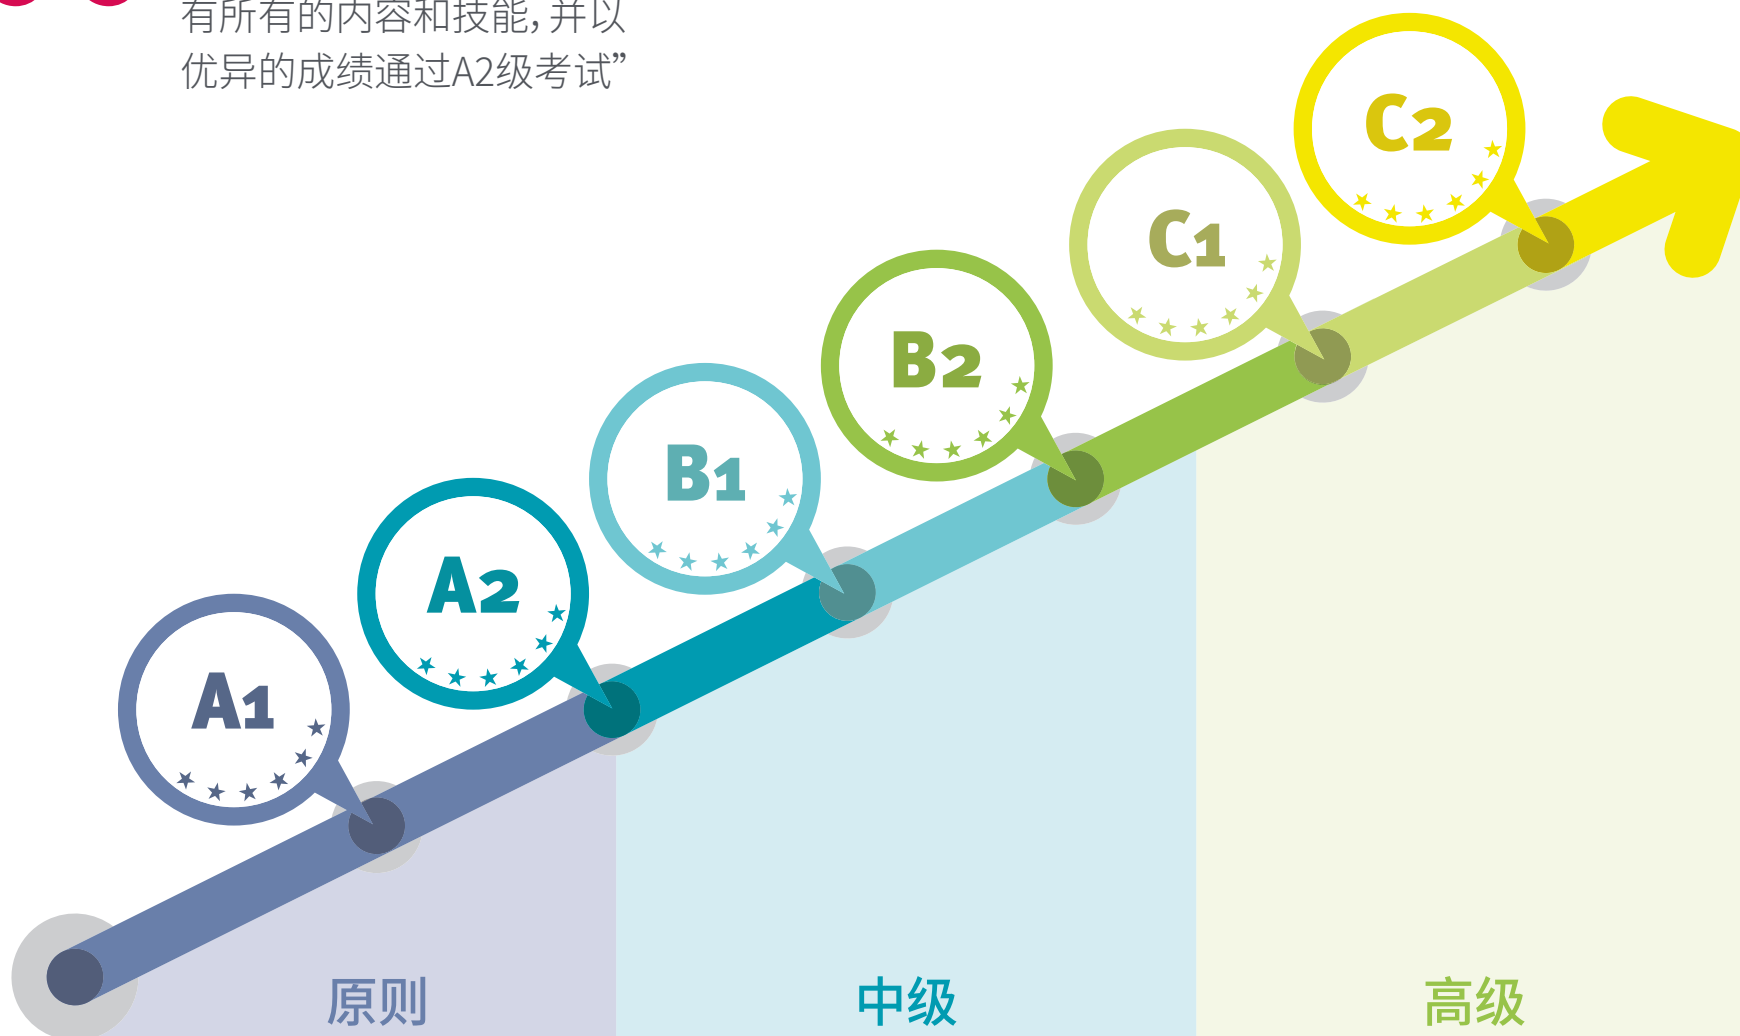 有所有的内容和技能，并以
优异的成绩通过A2级考试”
C2
C1
B2
B1
A2
A1
原则
中级
高级